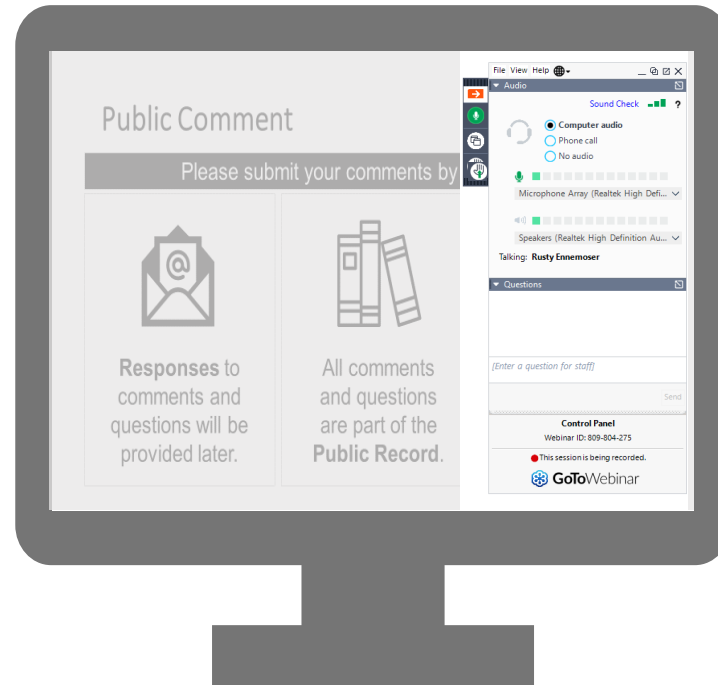 Public Comment
Please submit your comments by
@
Responses to
comments and
questions will be
provided later.
All comments
and questions
are part of the
Public Record.
File View Help
Audio
Sound Check ?
Computer audio
Phone call
No audio
Microphone Array (Realtek High Defi...
Speakers (Realtek High Definition Au...
Talking: Rusty Ennemoser
Questions
[Enter a question for staff]
Send
Control Panel
Webinar ID: 809-804-275
This session is being recorded.
GoToWebinar